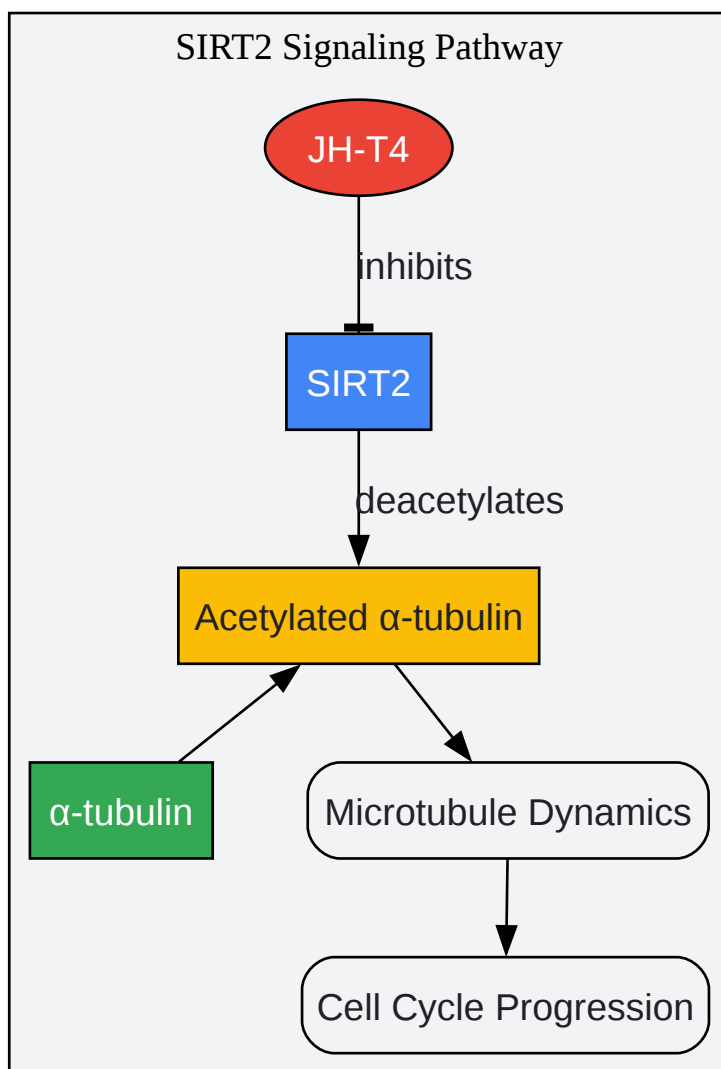 SIRT2 Signaling Pathway
JH-T4
inhibits
SIRT2
deacetylates
Acetylated α-tubulin
α-tubulin
Microtubule Dynamics
Cell Cycle Progression